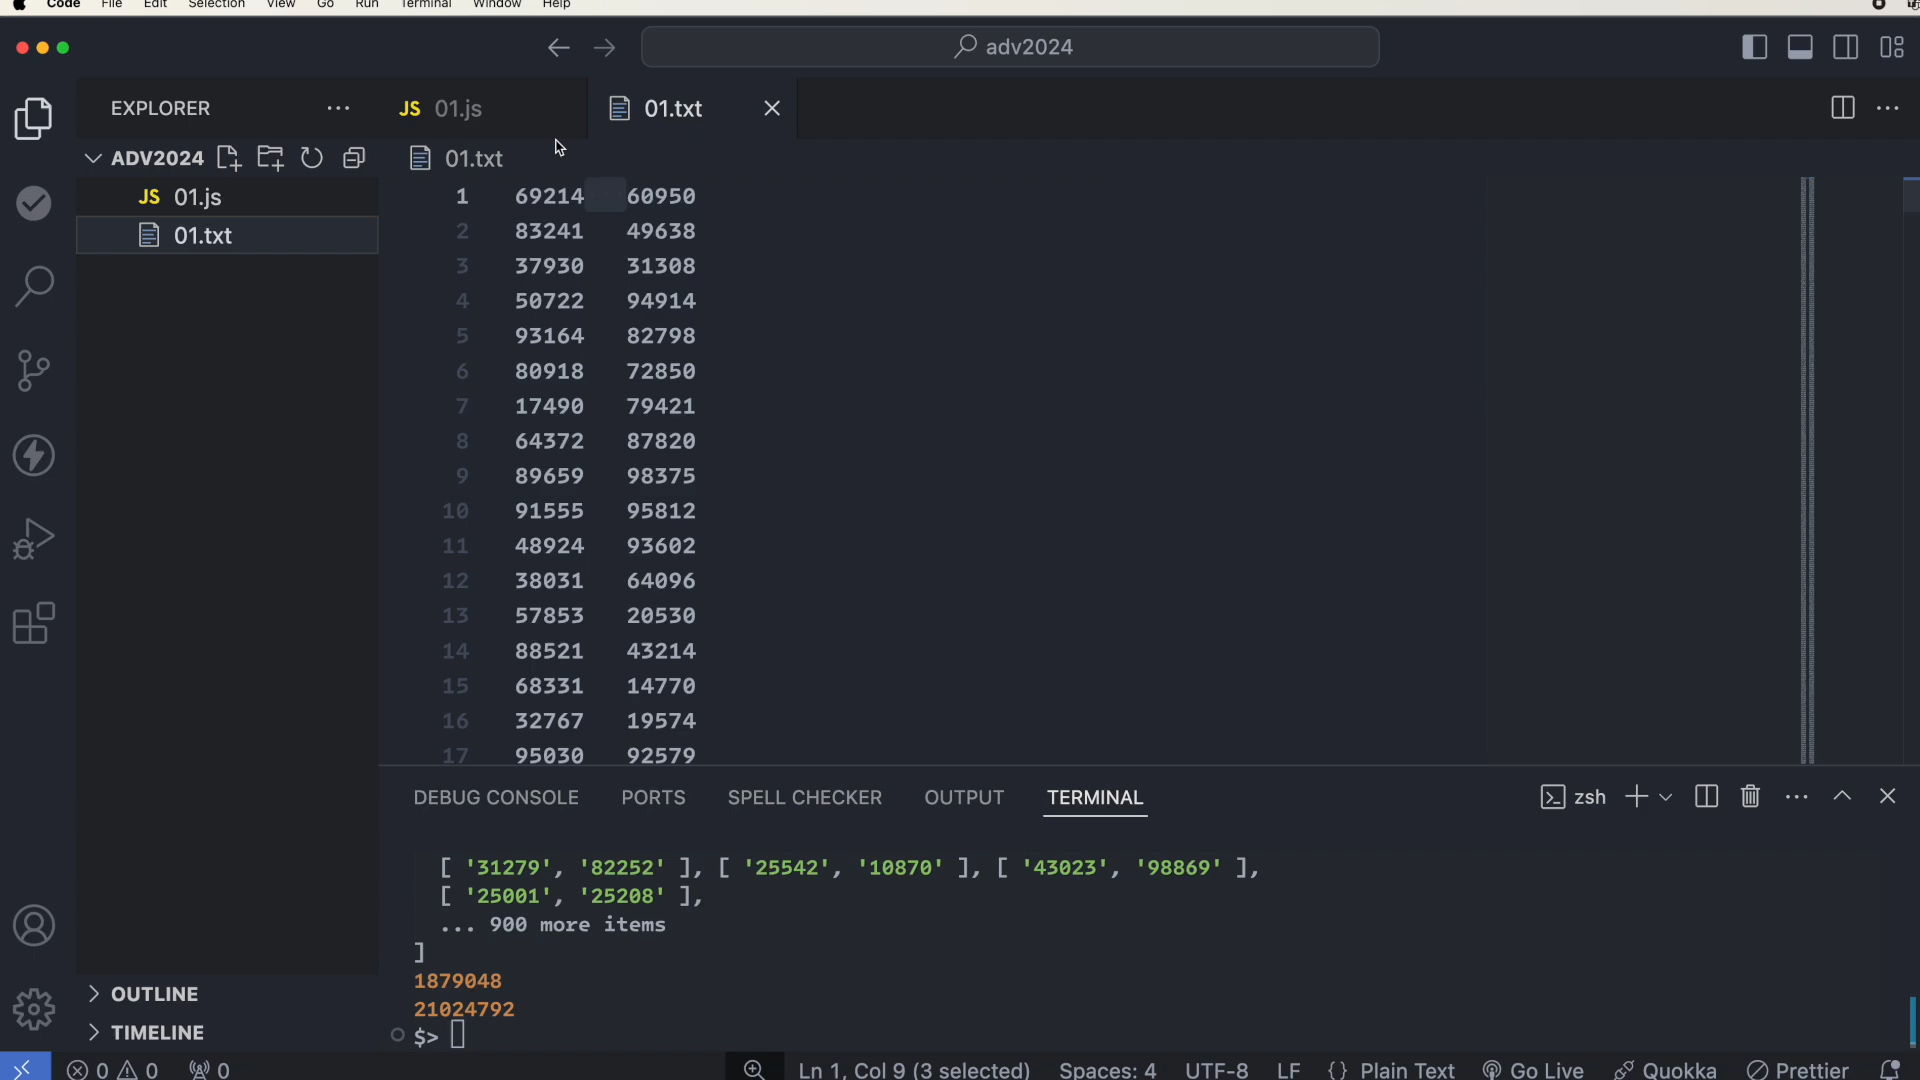 Code File Edit Selection View Go Run Terminal Window Help
adv2024
EXPLORER ··· JS 01.js 01.txt
ADV2024 01.txt
JS 01.js
01.txt
1 69214 60950
2 83241 49638
3 37930 31308
4 50722 94914
5 93164 82798
6 80918 72850
7 17490 79421
8 64372 87820
9 89659 98375
10 91555 95812
11 48924 93602
12 38031 64096
13 57853 20530
14 88521 43214
15 68331 14770
16 32767 19574
17 95030 92579
DEBUG CONSOLE PORTS SPELL CHECKER OUTPUT TERMINAL zsh
[ '31279', '82252' ], [ '25542', '10870' ], [ '43023', '98869' ],
[ '25001', '25208' ],
... 900 more items
]
1879048
21024792
$>
OUTLINE
TIMELINE
0 0 0 Ln 1, Col 9 (3 selected) Spaces: 4 UTF-8 LF {} Plain Text Go Live Quokka Prettier